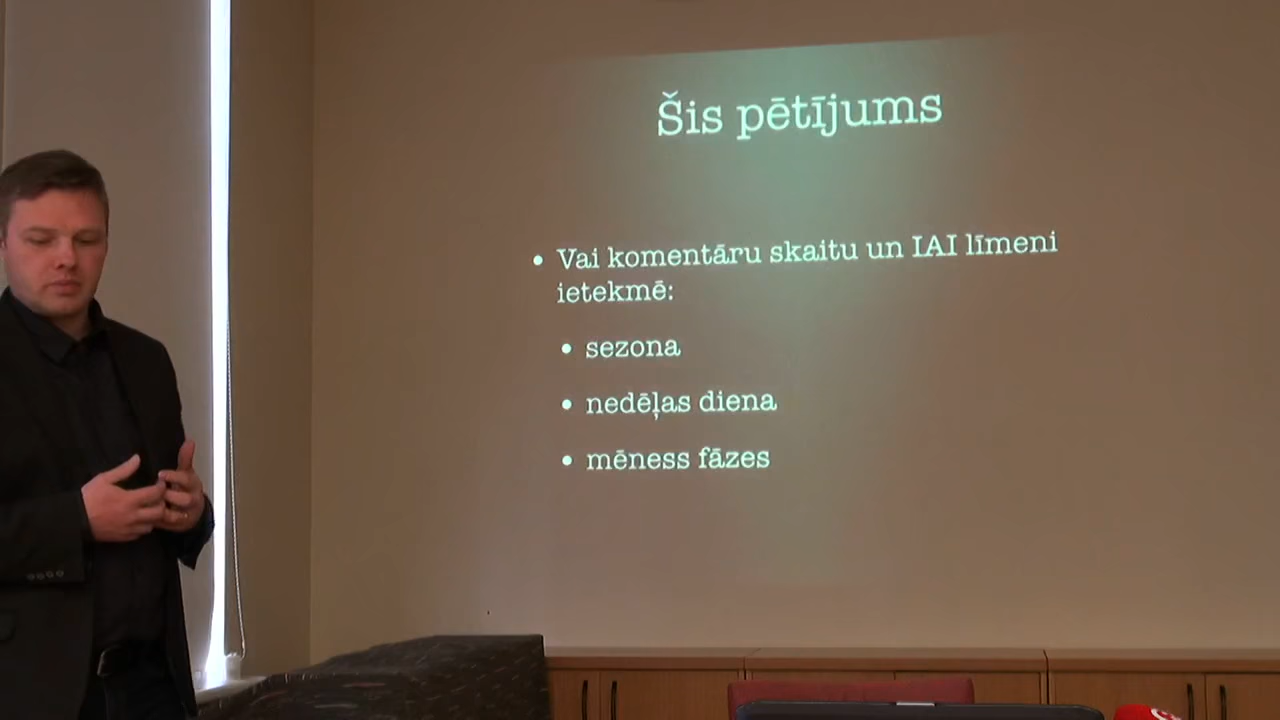 Šis pētījums
• Vai komentāru skaitu un IAI līmeni
ietekmē:
• sezona
• nedēļas diena
• mēness fāzes